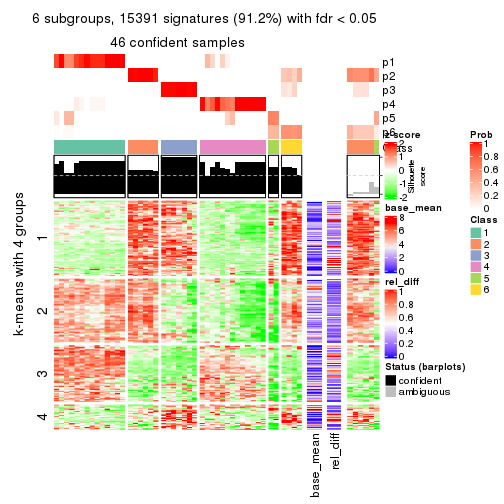 6 subgroups, 15391 signatures (91.2%) with fdr < 0.05
46 confident samples
p1
p2
p3
p4
p5
p6
Class
Silhouette
score
k-means with 4 groups
1
2
3
4
base_mean
rel_diff
z-score
2
1
0
-1
-2
base_mean
8
6
4
2
0
rel_diff
1
0.8
0.6
0.4
0.2
0
Status (barplots)
confident
ambiguous
Prob
1
0.8
0.6
0.4
0.2
0
Class
1
2
3
4
5
6